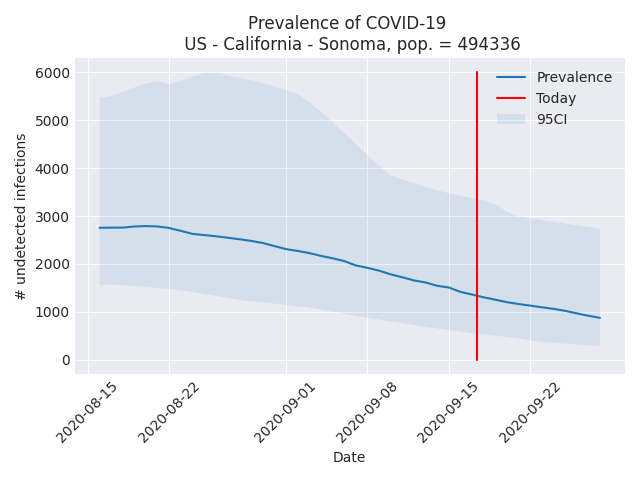 Prevalence of COVID-19
US - California - Sonoma, pop. = 494336
# undetected infections
6000
5000
4000
3000
2000
1000
0
Prevalence
Today
95CI
2020-08-15
2020-08-22
2020-09-01
2020-09-08
2020-09-15
2020-09-22
Date